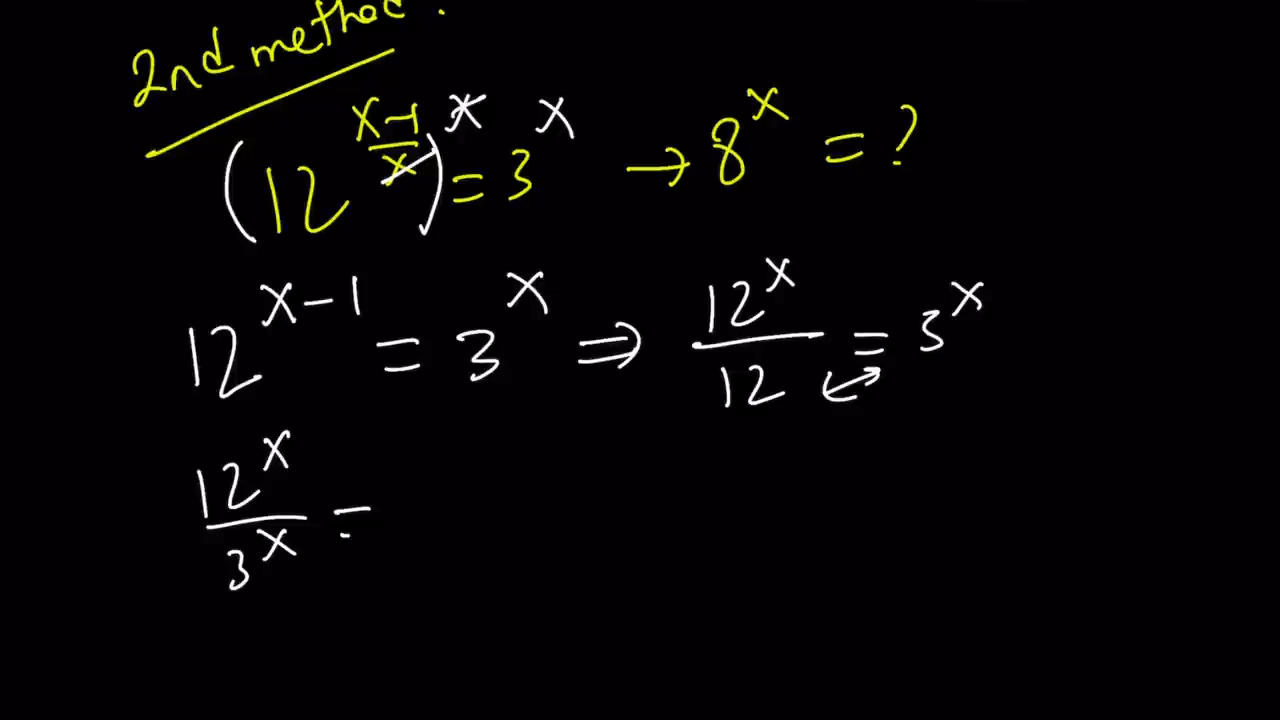 2nd method:
(12^((x-1)/x))^x = 3^x → 8^x = ?
12^(x-1) = 3^x ⇒ 12^x/12 = 3^x
12^x/3^x =